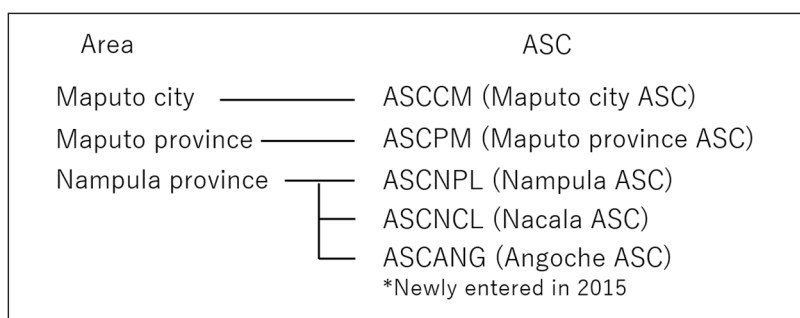 Area ASC
Maputo city ASCCM (Maputo city ASC)
Maputo province ASCPM (Maputo province ASC)
Nampula province ASCNPL (Nampula ASC)
ASCNCL (Nacala ASC)
ASCANG (Angoche ASC)
*Newly entered in 2015